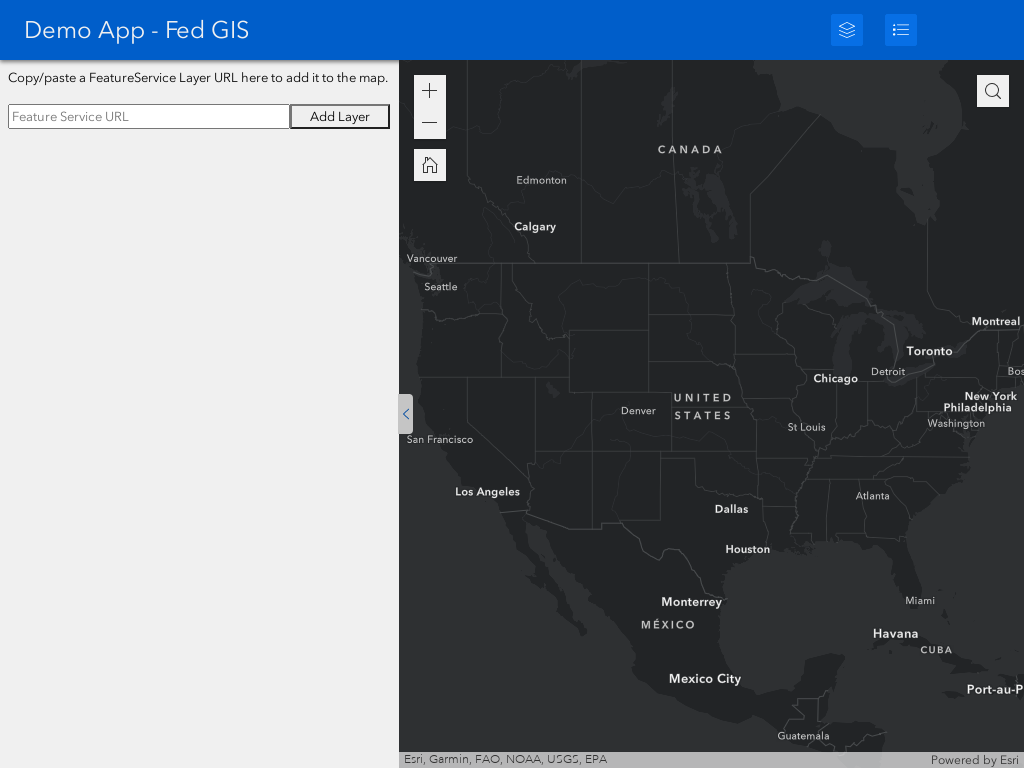 Demo App - Fed GIS
Copy/paste a FeatureService Layer URL here to add it to the map.
Feature Service URL
Add Layer
CANADA
Edmonton
Calgary
Vancouver
Seattle
Montreal
Toronto
Detroit
Chicago
Bos
New York
Philadelphia
UNITED
STATES
Denver
Washington
St Louis
San Francisco
Los Angeles
Atlanta
Dallas
Houston
Miami
Monterrey
MÉXICO
Havana
CUBA
Mexico City
Port-au-P
Guatemala
Esri, Garmin, FAO, NOAA, USGS, EPA
Powered by Esri